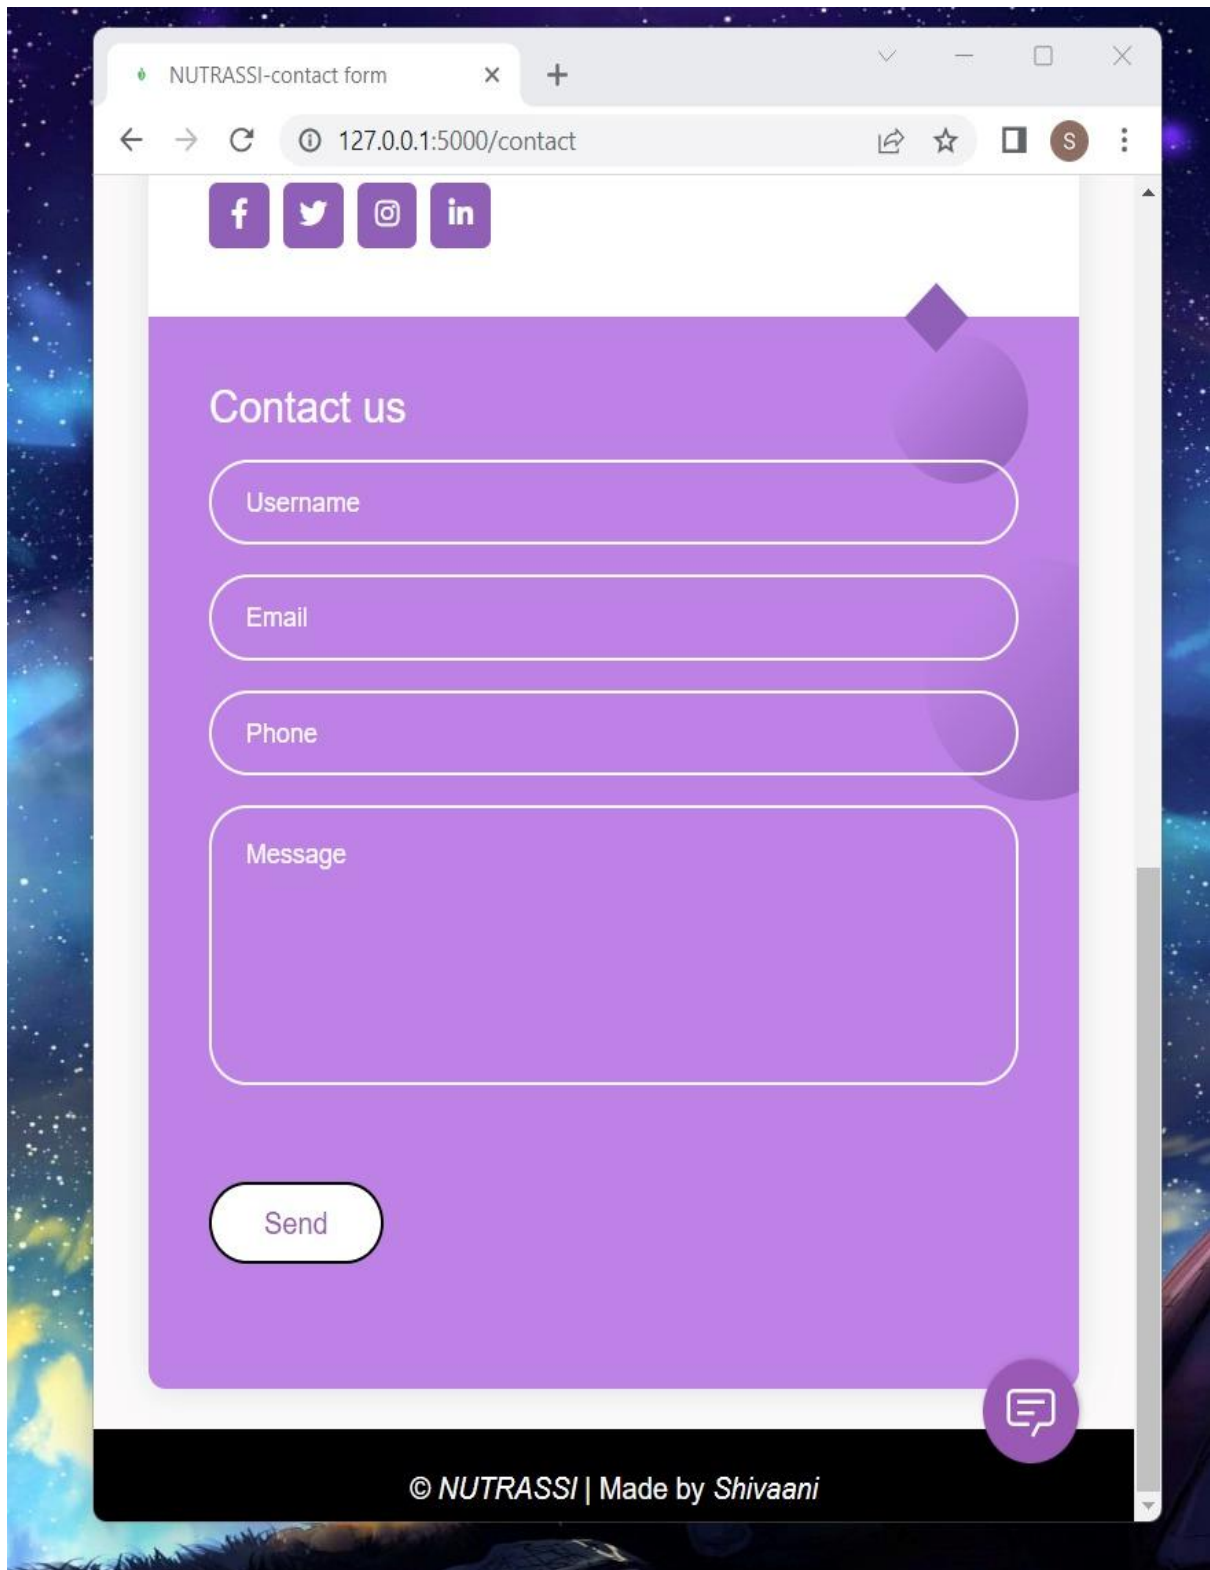 NUTRASSI-contact form
127.0.0.1:5000/contact
S
Contact us
Username
Email
Phone
Message
Send
© NUTRASSI | Made by Shivaani